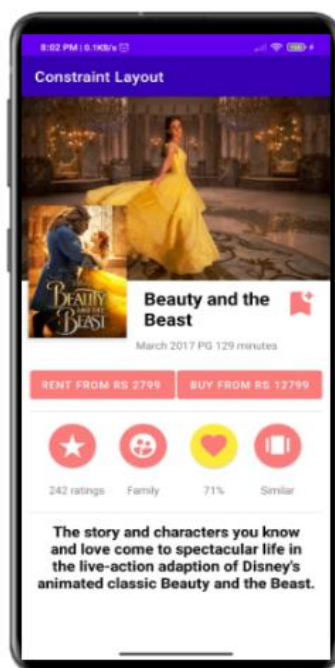 8:02 PM | 0.1KB/s
Constraint Layout
BEAUTY
AND THE
BEAST
Beauty and the
Beast
March 2017 PG 129 minutes
RENT FROM RS 2799
BUY FROM RS 12799
242 ratings
Family
71%
Similar
The story and characters you know
and love come to spectacular life in
the live-action adaption of Disney's
animated classic Beauty and the Beast.